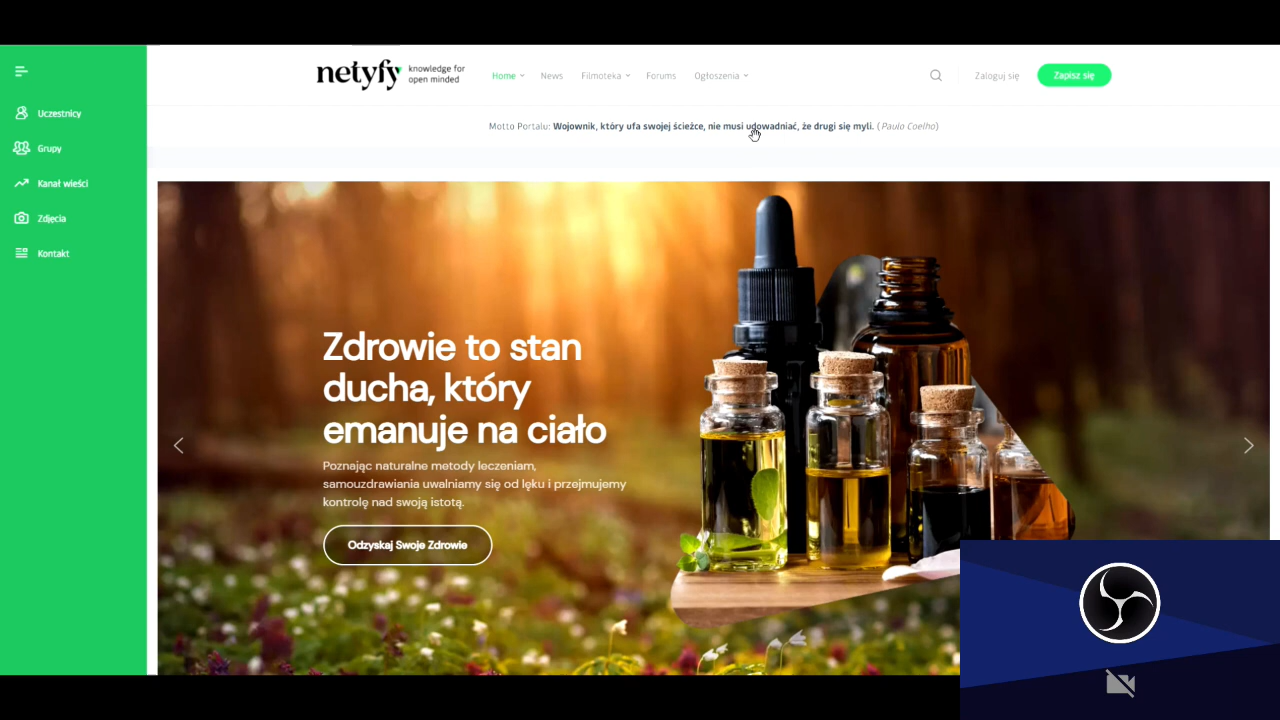 netyfy knowledge for open minded
Home News Filmoteka Forums Ogłoszenia Zaloguj się Zapisz się
Motto Portalu: Wojownik, który ufa swojej ścieżce, nie musi udowadniać, że drugi się myli. (Paulo Coelho)
Uczestnicy
Grupy
Kanał wieści
Zdjęcia
Kontakt
Zdrowie to stan
ducha, który
emanuje na ciało
Poznając naturalne metody leczeniam,
samouzdrawiania uwalniamy się od lęku i przejmujemy
kontrolę nad swoją istotą.
Odzyskaj Swoje Zdrowie